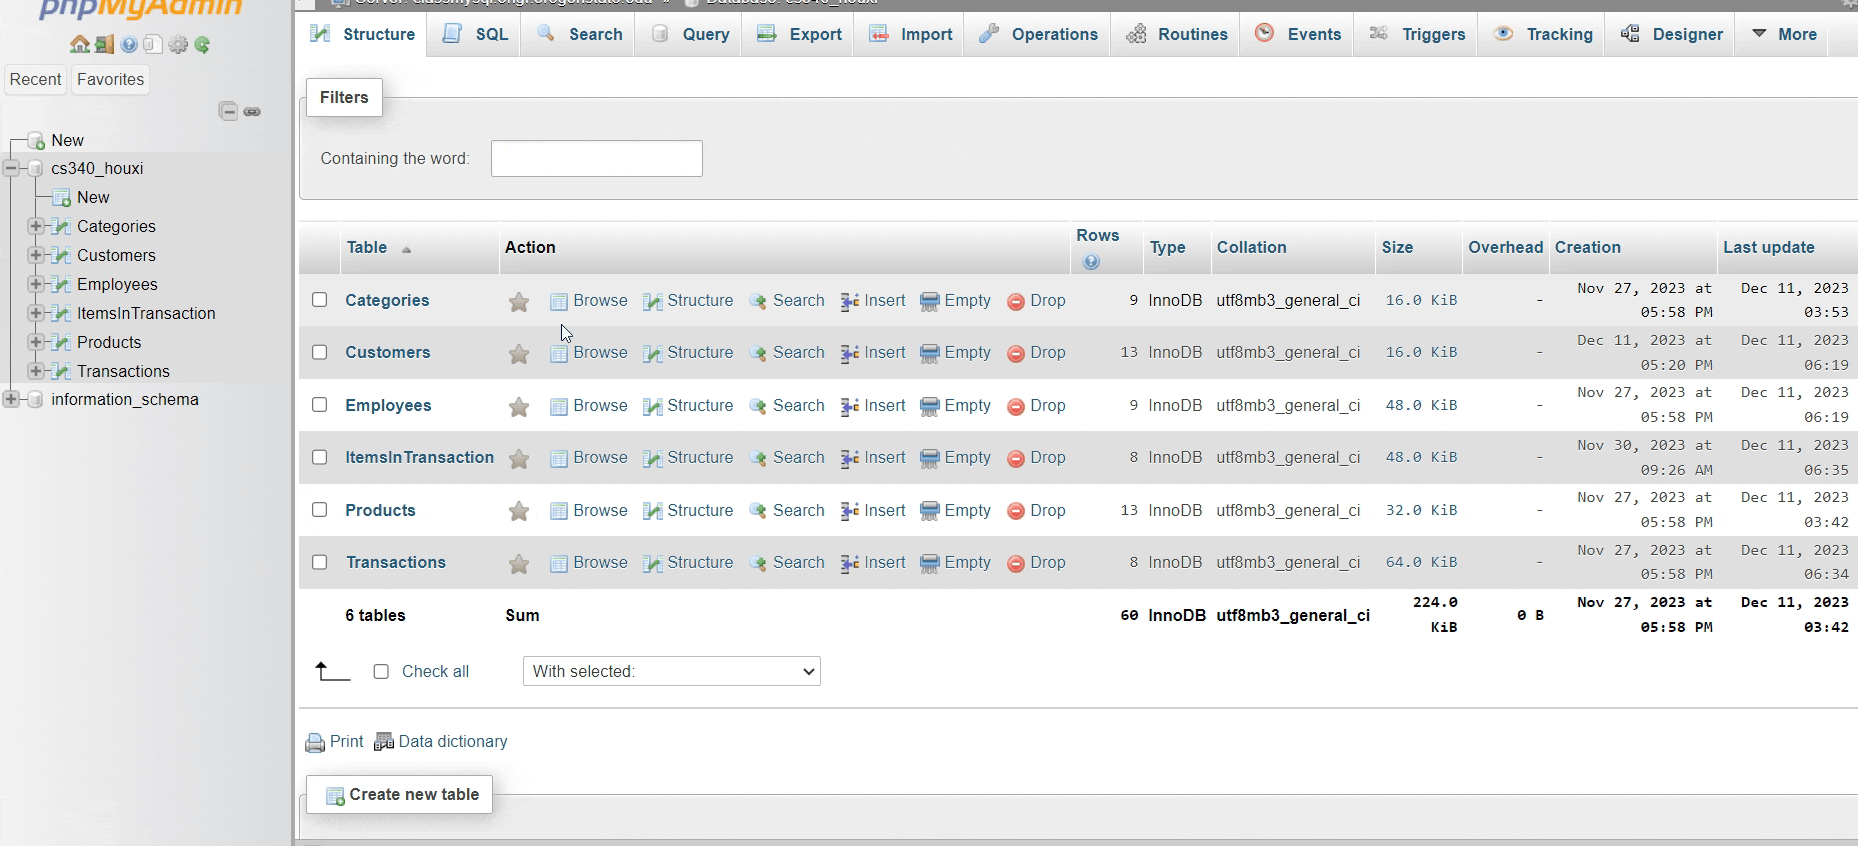 phpMyAdmin
Recent Favorites
New
cs340_houxi
New
Categories
Customers
Employees
ItemsInTransaction
Products
Transactions
information_schema
Structure SQL Search Query Export Import Operations Routines Events Triggers Tracking Designer More
Filters
Containing the word:
Table Action Rows Type Collation Size Overhead Creation Last update
Categories Browse Structure Search Insert Empty Drop 9 InnoDB utf8mb3_general_ci 16.0 KiB - Nov 27, 2023 at 05:58 PM Dec 11, 2023 03:53
Customers Browse Structure Search Insert Empty Drop 13 InnoDB utf8mb3_general_ci 16.0 KiB - Dec 11, 2023 at 05:20 PM Dec 11, 2023 06:19
Employees Browse Structure Search Insert Empty Drop 9 InnoDB utf8mb3_general_ci 48.0 KiB - Nov 27, 2023 at 05:58 PM Dec 11, 2023 06:19
ItemsInTransaction Browse Structure Search Insert Empty Drop 8 InnoDB utf8mb3_general_ci 48.0 KiB - Nov 30, 2023 at 09:26 AM Dec 11, 2023 06:35
Products Browse Structure Search Insert Empty Drop 13 InnoDB utf8mb3_general_ci 32.0 KiB - Nov 27, 2023 at 05:58 PM Dec 11, 2023 03:42
Transactions Browse Structure Search Insert Empty Drop 8 InnoDB utf8mb3_general_ci 64.0 KiB - Nov 27, 2023 at 05:58 PM Dec 11, 2023 06:34
6 tables Sum 60 InnoDB utf8mb3_general_ci 224.0 KiB 0 B Nov 27, 2023 at 05:58 PM Dec 11, 2023 03:42
Check all With selected:
Print Data dictionary
Create new table